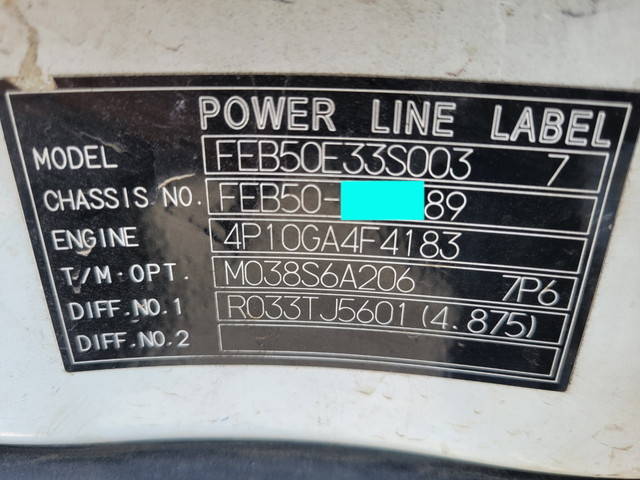 POWER LINE LABEL
MODEL FEB50E33S003 7
CHASSIS NO. FEB50- 89
ENGINE 4P10GA4F4183
T/M·OPT. M038S6A206 7P6
DIFF.NO.1 R033TJ5601(4.875)
DIFF.NO.2